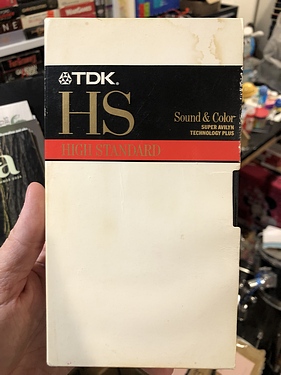 TDK.
HS
Sound & Color
SUPER AVILYN
TECHNOLOGY PLUS
HIGH STANDARD
a